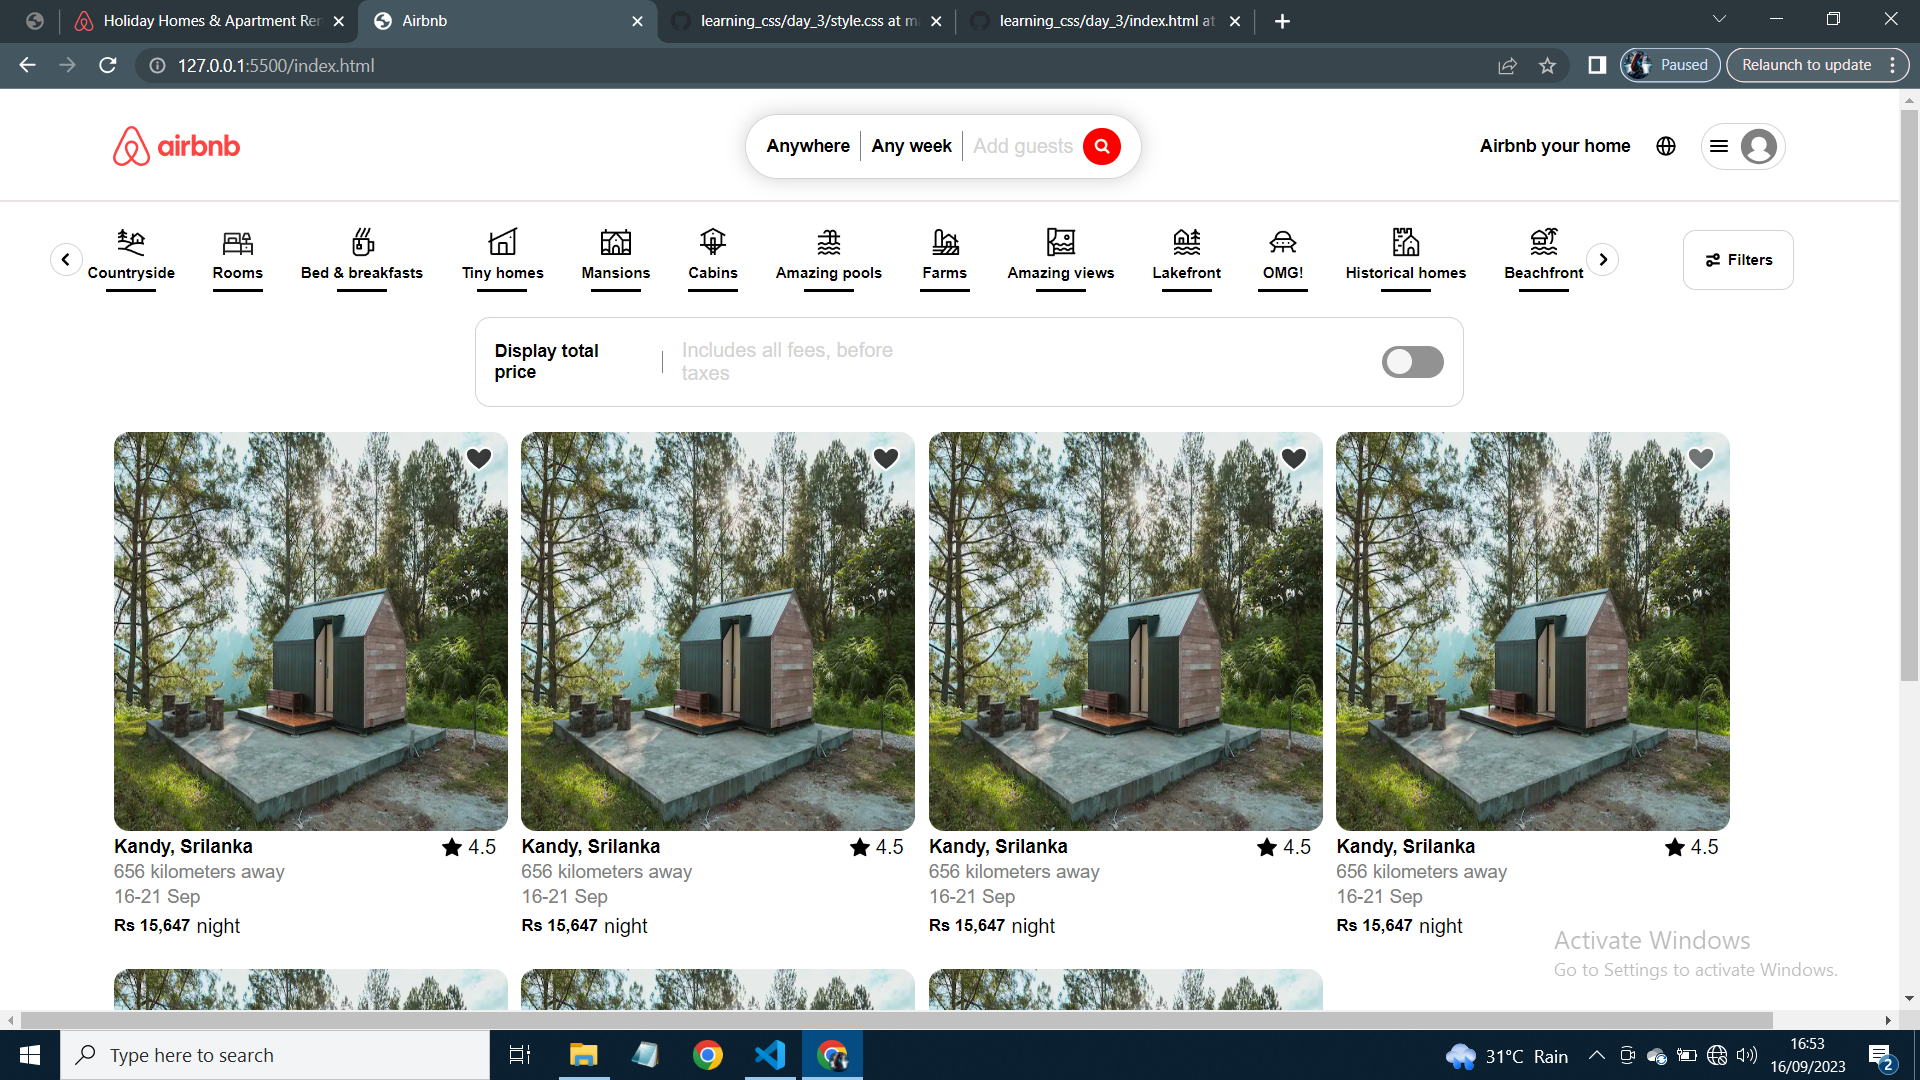 Holiday Homes & Apartment Ren
Airbnb
learning_css/day_3/style.css at ma
learning_css/day_3/index.html at
127.0.0.1:5500/index.html
Paused
Relaunch to update
airbnb
Anywhere
Any week
Add guests
Airbnb your home
Countryside
Rooms
Bed & breakfasts
Tiny homes
Mansions
Cabins
Amazing pools
Farms
Amazing views
Lakefront
OMG!
Historical homes
Beachfront
Filters
Display total
price
Includes all fees, before
taxes
Kandy, Srilanka
4.5
656 kilometers away
16-21 Sep
Rs 15,647 night
Kandy, Srilanka
4.5
656 kilometers away
16-21 Sep
Rs 15,647 night
Kandy, Srilanka
4.5
656 kilometers away
16-21 Sep
Rs 15,647 night
Kandy, Srilanka
4.5
656 kilometers away
16-21 Sep
Rs 15,647 night
Activate Windows
Go to Settings to activate Windows.
Type here to search
31°C Rain
16:53
16/09/2023
2